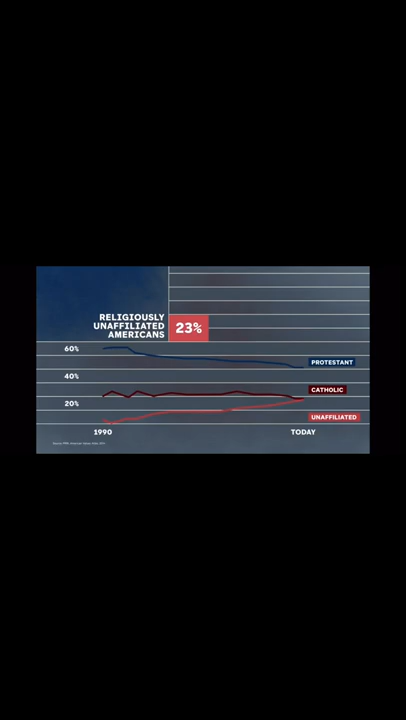 RELIGIOUSLY
UNAFFILIATED
AMERICANS
23%
60%
PROTESTANT
40%
CATHOLIC
20%
UNAFFILIATED
1990
TODAY